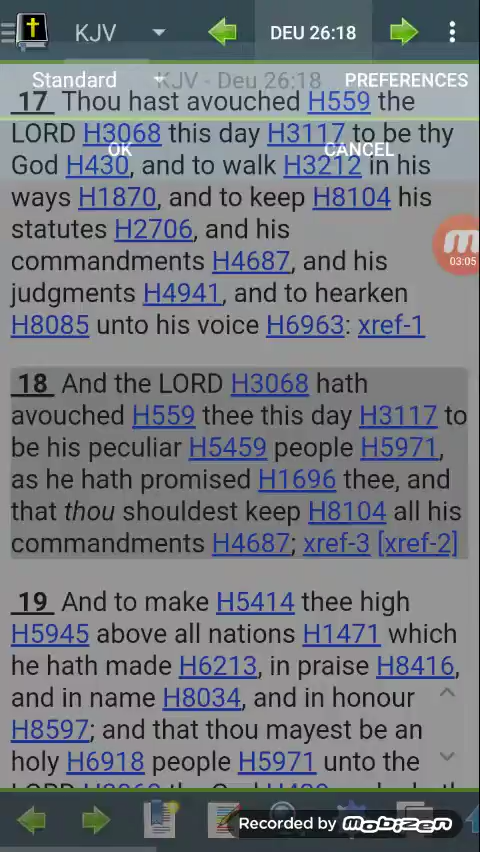 KJV DEU 26:18
Standard KJV - Deu 26:18 PREFERENCES
17 Thou hast avouched H559 the
LORD H3068 this day H3117 to be thy
OK CANCEL
God H430, and to walk H3212 in his
ways H1870, and to keep H8104 his
statutes H2706, and his
commandments H4687, and his
judgments H4941, and to hearken
H8085 unto his voice H6963: xref-1
03:05
18 And the LORD H3068 hath
avouched H559 thee this day H3117 to
be his peculiar H5459 people H5971,
as he hath promised H1696 thee, and
that thou shouldest keep H8104 all his
commandments H4687; xref-3 [xref-2]
19 And to make H5414 thee high
H5945 above all nations H1471 which
he hath made H6213, in praise H8416,
and in name H8034, and in honour
H8597; and that thou mayest be an
holy H6918 people H5971 unto the
Recorded by mobizen